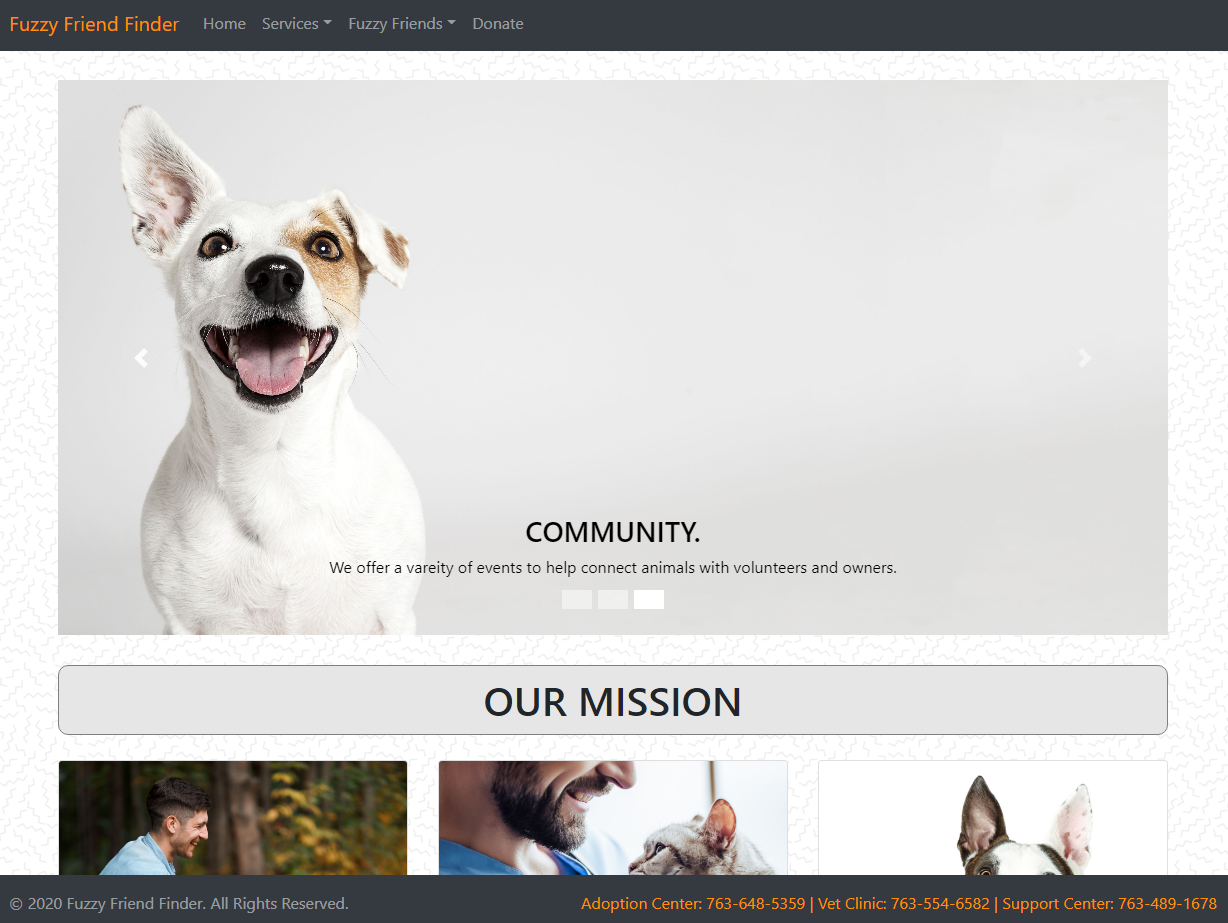 Fuzzy Friend Finder Home Services Fuzzy Friends Donate
COMMUNITY.
We offer a vareity of events to help connect animals with volunteers and owners.
OUR MISSION
© 2020 Fuzzy Friend Finder. All Rights Reserved. Adoption Center: 763-648-5359 | Vet Clinic: 763-554-6582 | Support Center: 763-489-1678